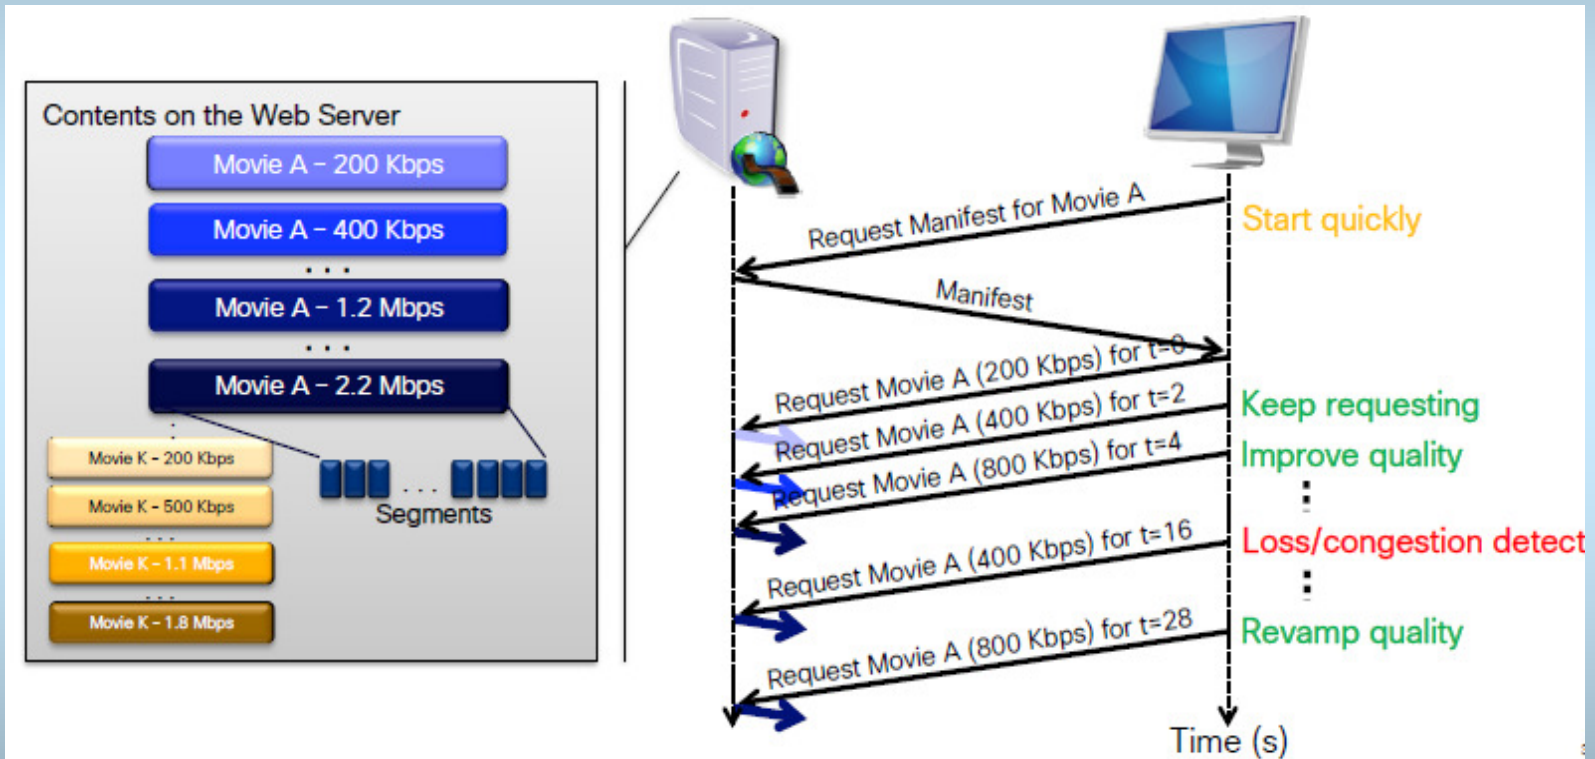 Contents on the Web Server
Movie A - 200 Kbps
Movie A - 400 Kbps
...
Movie A - 1.2 Mbps
...
Movie A - 2.2 Mbps
Movie K - 200 Kbps
Movie K - 500 Kbps
...
Movie K - 1.1 Mbps
...
Movie K - 1.8 Mbps
...
Segments
Request Manifest for Movie A
Start quickly
Manifest
Request Movie A (200 Kbps) for t=0
Request Movie A (400 Kbps) for t=2
Keep requesting
Request Movie A (800 Kbps) for t=4
Improve quality
Request Movie A (400 Kbps) for t=16
Loss/congestion detect
Request Movie A (800 Kbps) for t=28
Revamp quality
Time (s)